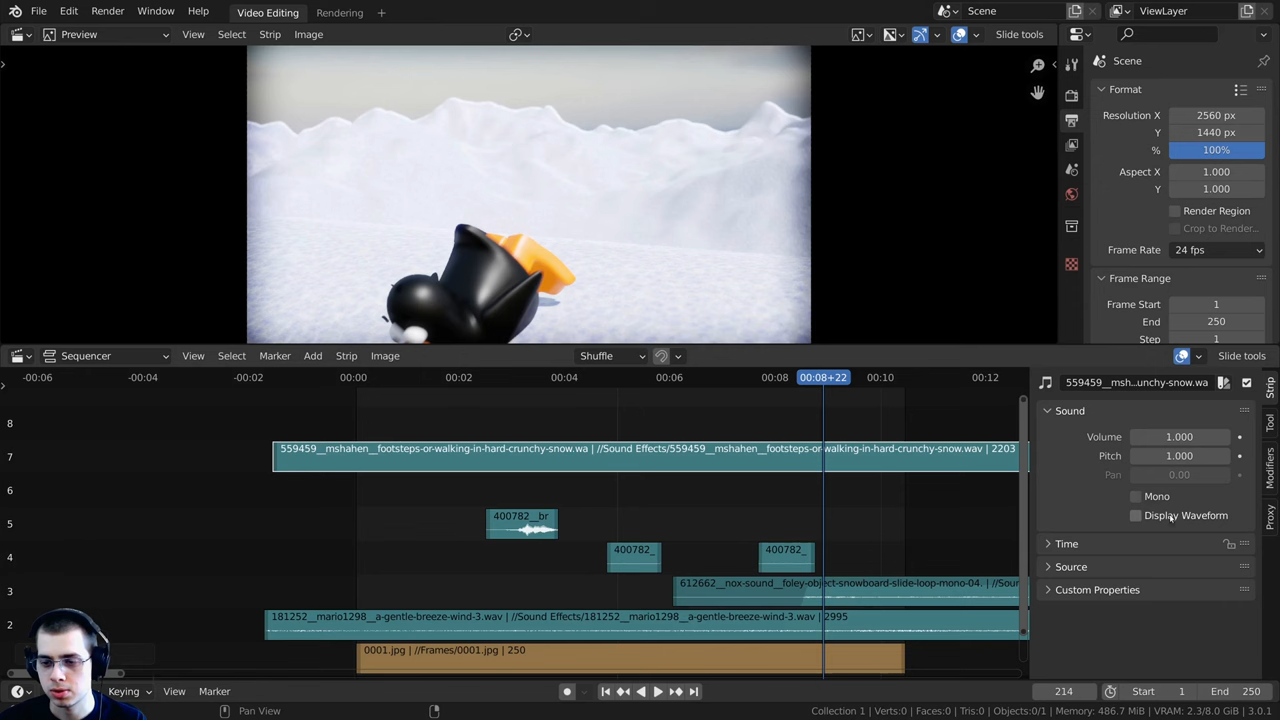 File Edit Render Window Help Video Editing Rendering + Scene ViewLayer
Preview View Select Strip Image Slide tools
Scene
Format
Resolution X 2560 px
Y 1440 px
% 100%
Aspect X 1.000
Y 1.000
Render Region
Crop to Render...
Frame Rate 24 fps
Frame Range
Frame Start 1
End 250
Step 1
Sequencer View Select Marker Add Strip Image Shuffle Slide tools
-00:06 -00:04 -00:02 00:00 00:02 00:04 00:06 00:08 00:08+22 00:10 00:12
559459__msh...unchy-snow.wa
Strip
Tool
Modifiers
Proxy
Sound
Volume 1.000
Pitch 1.000
Pan 0.00
Mono
Display Waveform
Time
Source
Custom Properties
8
7 559459__mshahen__footsteps-or-walking-in-hard-crunchy-snow.wa | //Sound Effects/559459__mshahen__footsteps-or-walking-in-hard-crunchy-snow.wav | 2203
6
5 400782__br
4 400782_ 400782_
3 612662__nox-sound__foley-object-snowboard-slide-loop-mono-04. | //Sour
2 181252__mario1298__a-gentle-breeze-wind-3.wav | //Sound Effects/181252__mario1298__a-gentle-breeze-wind-3.wav | 2995
0001.jpg | //Frames/0001.jpg | 250
Keying View Marker 214 Start 1 End 250
Pan View Collection 1 | Verts:0 | Faces:0 | Tris:0 | Objects:0/1 | Memory: 486.7 MiB | VRAM: 2.3/8.0 GiB | 3.0.1